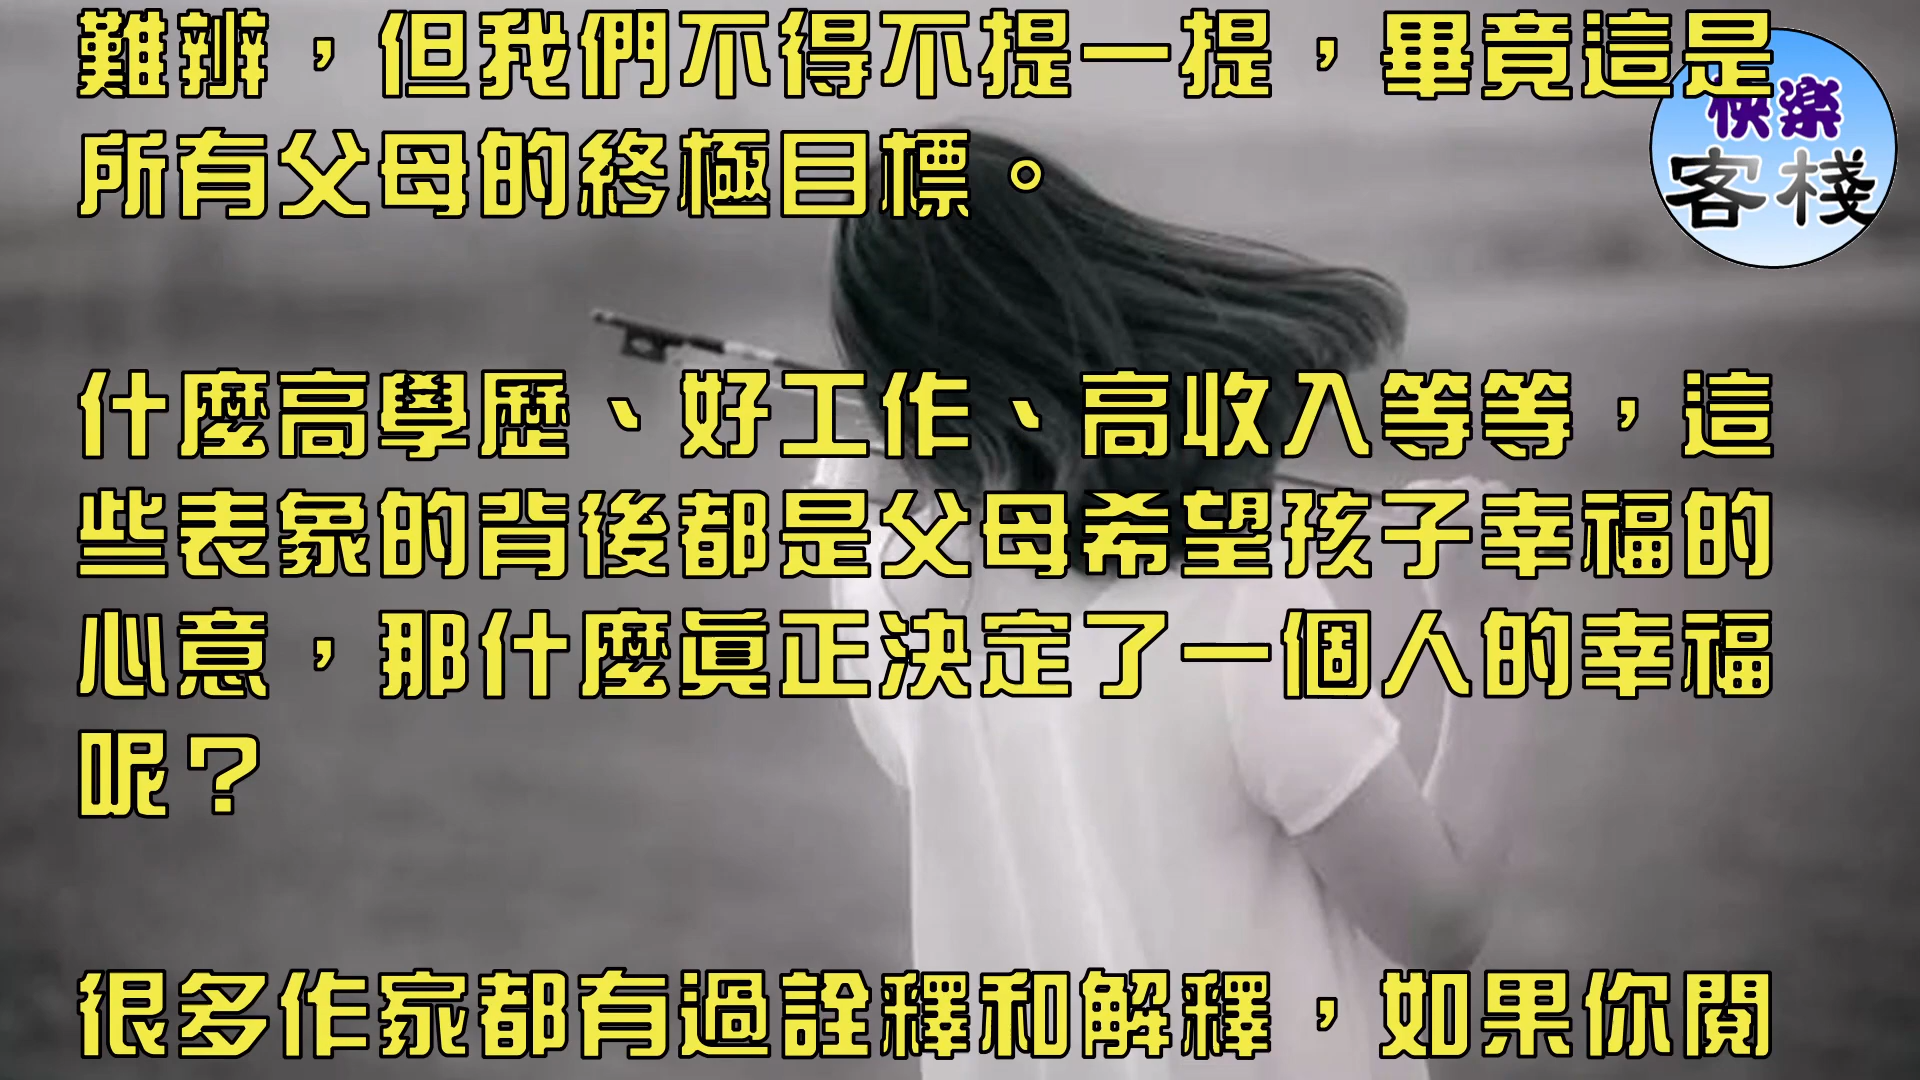 難辨，但我們不得不提一提，畢竟這是
所有父母的終極目標。
快樂
客棧
什麼高學歷、好工作、高收入等等，這
些表象的背後都是父母希望孩子幸福的
心意，那什麼真正決定了一個人的幸福
呢？
很多作家都有過詮釋和解釋，如果你閱